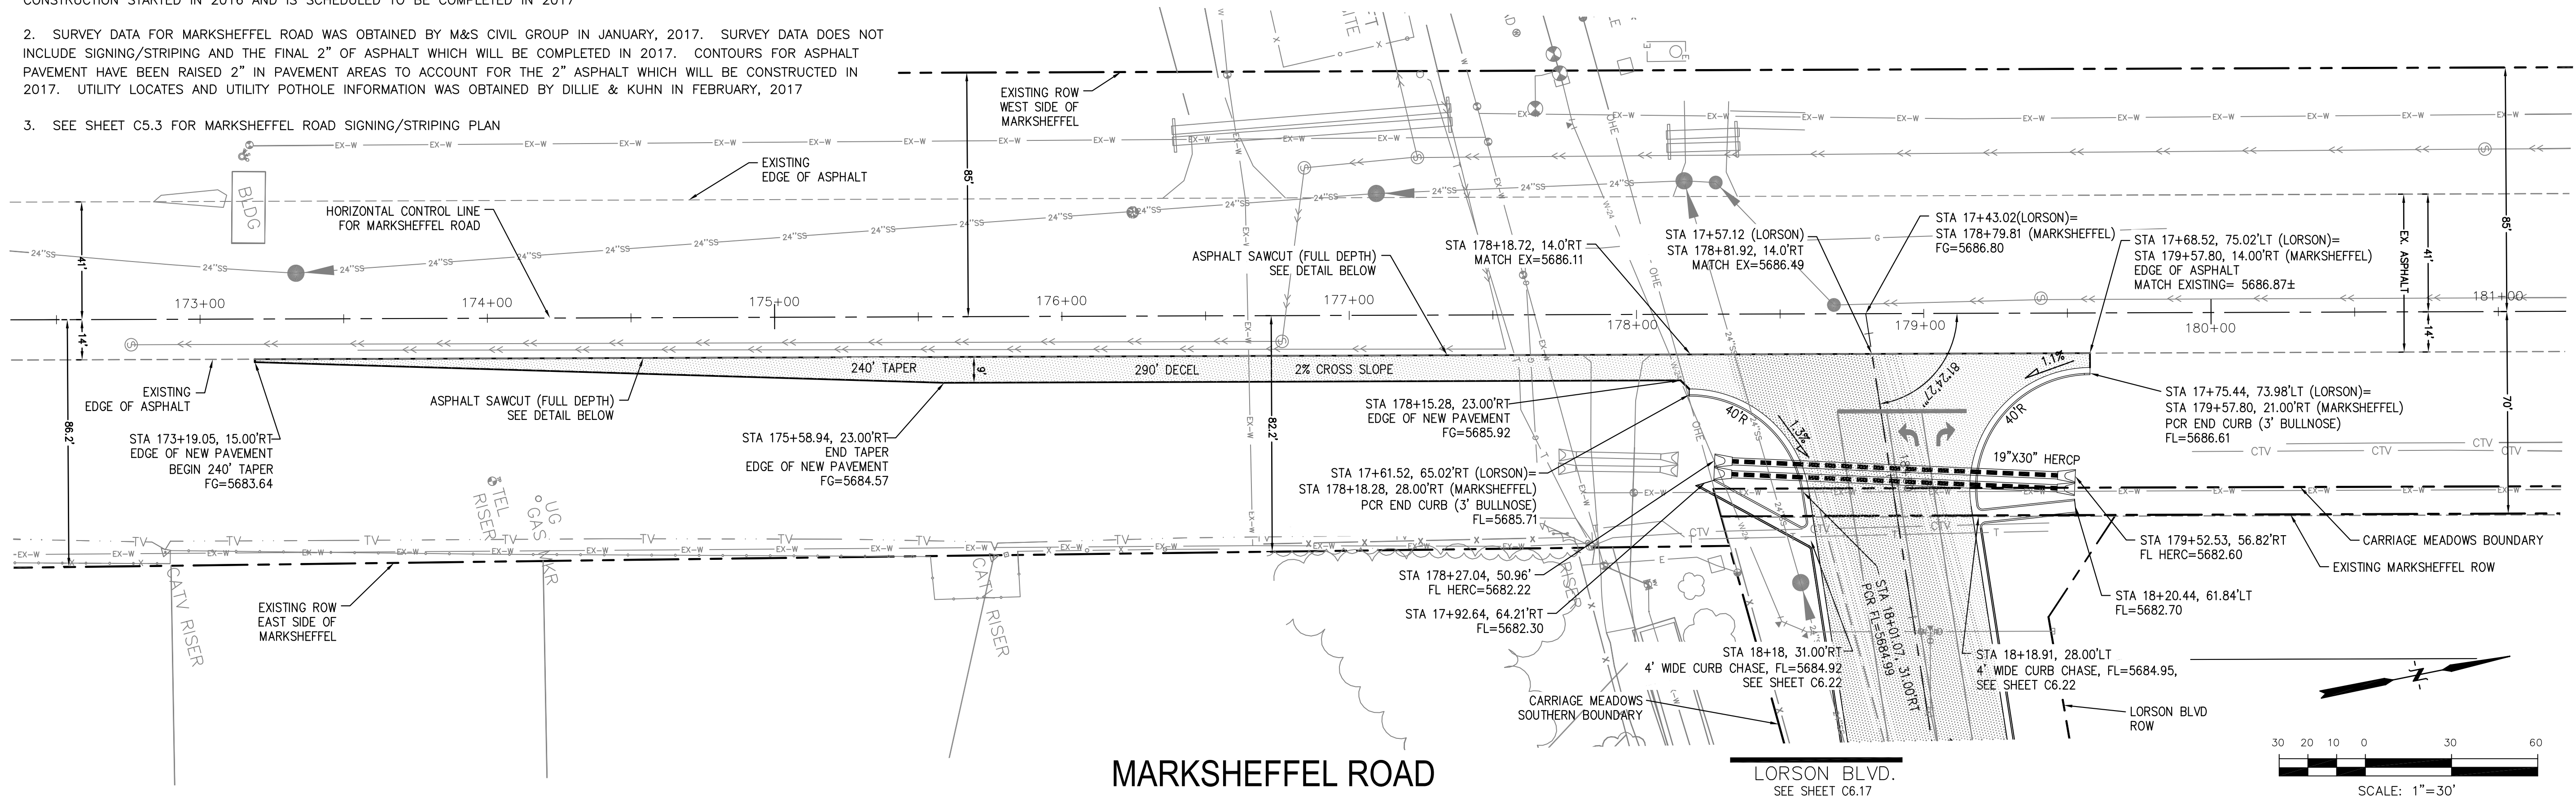 CONSTRUCTION STARTED IN 2016 AND IS SCHEDULED TO BE COMPLETED IN 2017
2. SURVEY DATA FOR MARKSHEFFEL ROAD WAS OBTAINED BY M&S CIVIL GROUP IN JANUARY, 2017. SURVEY DATA DOES NOT
INCLUDE SIGNING/STRIPING AND THE FINAL 2" OF ASPHALT WHICH WILL BE COMPLETED IN 2017. CONTOURS FOR ASPHALT
PAVEMENT HAVE BEEN RAISED 2" IN PAVEMENT AREAS TO ACCOUNT FOR THE 2" ASPHALT WHICH WILL BE CONSTRUCTED IN
2017. UTILITY LOCATES AND UTILITY POTHOLE INFORMATION WAS OBTAINED BY DILLIE & KUHN IN FEBRUARY, 2017
3. SEE SHEET C5.3 FOR MARKSHEFFEL ROAD SIGNING/STRIPING PLAN
EXISTING ROW
WEST SIDE OF
MARKSHEFFEL
EXISTING
EDGE OF ASPHALT
BLDG
HORIZONTAL CONTROL LINE
FOR MARKSHEFFEL ROAD
85'
41'
14'
86.2'
173+00
174+00
175+00
176+00
177+00
178+00
179+00
180+00
181+00
ASPHALT SAWCUT (FULL DEPTH)
SEE DETAIL BELOW
STA 178+18.72, 14.0'RT
MATCH EX=5686.11
STA 17+57.12 (LORSON)
STA 178+81.92, 14.0'RT
MATCH EX=5686.49
STA 17+43.02(LORSON)=
STA 178+79.81 (MARKSHEFFEL)
FG=5686.80
STA 17+68.52, 75.02'LT (LORSON)=
STA 179+57.80, 14.00'RT (MARKSHEFFEL)
EDGE OF ASPHALT
MATCH EXISTING= 5686.87±
EX. ASPHALT
41'
85'
14'
70'
240' TAPER
9'
290' DECEL
2% CROSS SLOPE
82.2'
EXISTING
EDGE OF ASPHALT
ASPHALT SAWCUT (FULL DEPTH)
SEE DETAIL BELOW
STA 173+19.05, 15.00'RT
EDGE OF NEW PAVEMENT
BEGIN 240' TAPER
FG=5683.64
STA 175+58.94, 23.00'RT
END TAPER
EDGE OF NEW PAVEMENT
FG=5684.57
STA 178+15.28, 23.00'RT
EDGE OF NEW PAVEMENT
FG=5685.92
STA 17+61.52, 65.02'RT (LORSON)=
STA 178+18.28, 28.00'RT (MARKSHEFFEL)
PCR END CURB (3' BULLNOSE)
FL=5685.71
40'R
1.3%
81°24'27"
1.1%
40'R
19"X30" HERCP
STA 17+75.44, 73.98'LT (LORSON)=
STA 179+57.80, 21.00'RT (MARKSHEFFEL)
PCR END CURB (3' BULLNOSE)
FL=5686.61
CTV
CTV
CTV
CTV
STA 179+52.53, 56.82'RT
FL HERC=5682.60
CARRIAGE MEADOWS BOUNDARY
EXISTING MARKSHEFFEL ROW
STA 18+20.44, 61.84'LT
FL=5682.70
STA 178+27.04, 50.96'
FL HERC=5682.22
STA 17+92.64, 64.21'RT
FL=5682.30
STA 18+01.07, 31.00'RT
PCR FL=5684.99
STA 18+18, 31.00'RT
4' WIDE CURB CHASE, FL=5684.92
SEE SHEET C6.22
STA 18+18.91, 28.00'LT
4' WIDE CURB CHASE, FL=5684.95,
SEE SHEET C6.22
CARRIAGE MEADOWS
SOUTHERN BOUNDARY
LORSON BLVD
ROW
EXISTING ROW
EAST SIDE OF
MARKSHEFFEL
TEL
RISER
UG
GAS MKR
CATV RISER
CATV RISER
RISER
MARKSHEFFEL ROAD
LORSON BLVD.
SEE SHEET C6.17
30 20 10 0 30 60
SCALE: 1"=30'